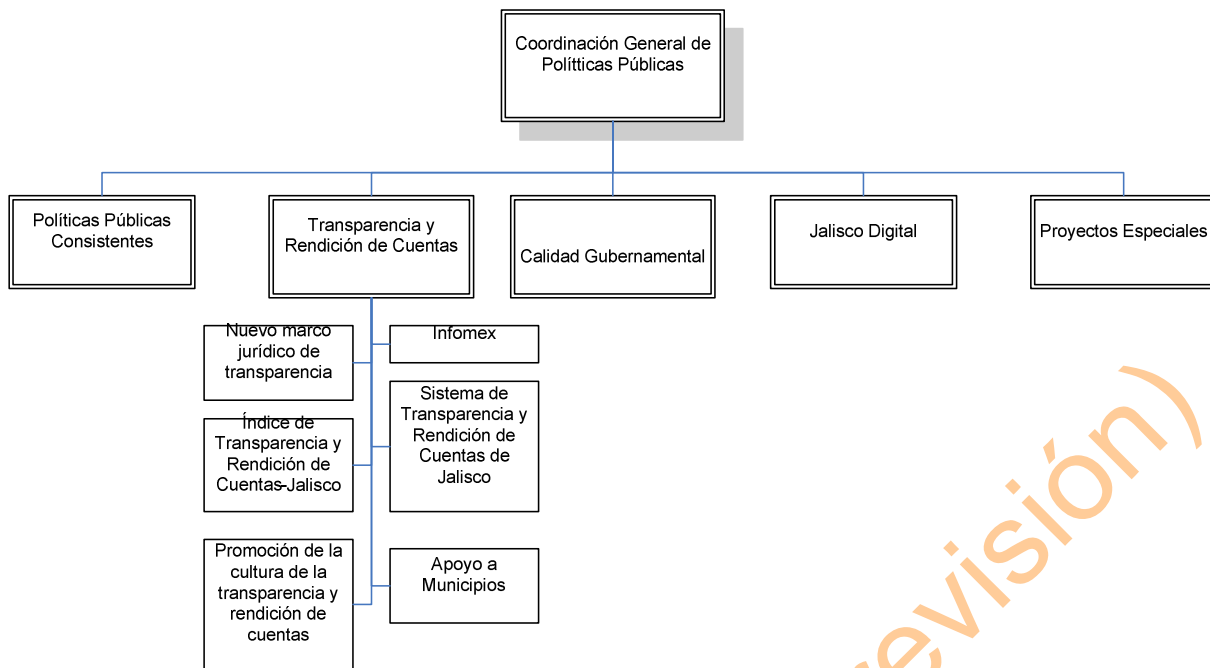 Coordinación General de
Polítticas Públicas
Políticas Públicas
Consistentes
Transparencia y
Rendición de Cuentas
Calidad Gubernamental
Jalisco Digital
Proyectos Especiales
Nuevo marco
jurídico de
transparencia
Infomex
Índice de
Transparencia y
Rendición de
Cuentas-Jalisco
Sistema de
Transparencia y
Rendición de
Cuentas de
Jalisco
Promoción de la
cultura de la
transparencia y
rendición de
cuentas
Apoyo a
Municipios
evisión)